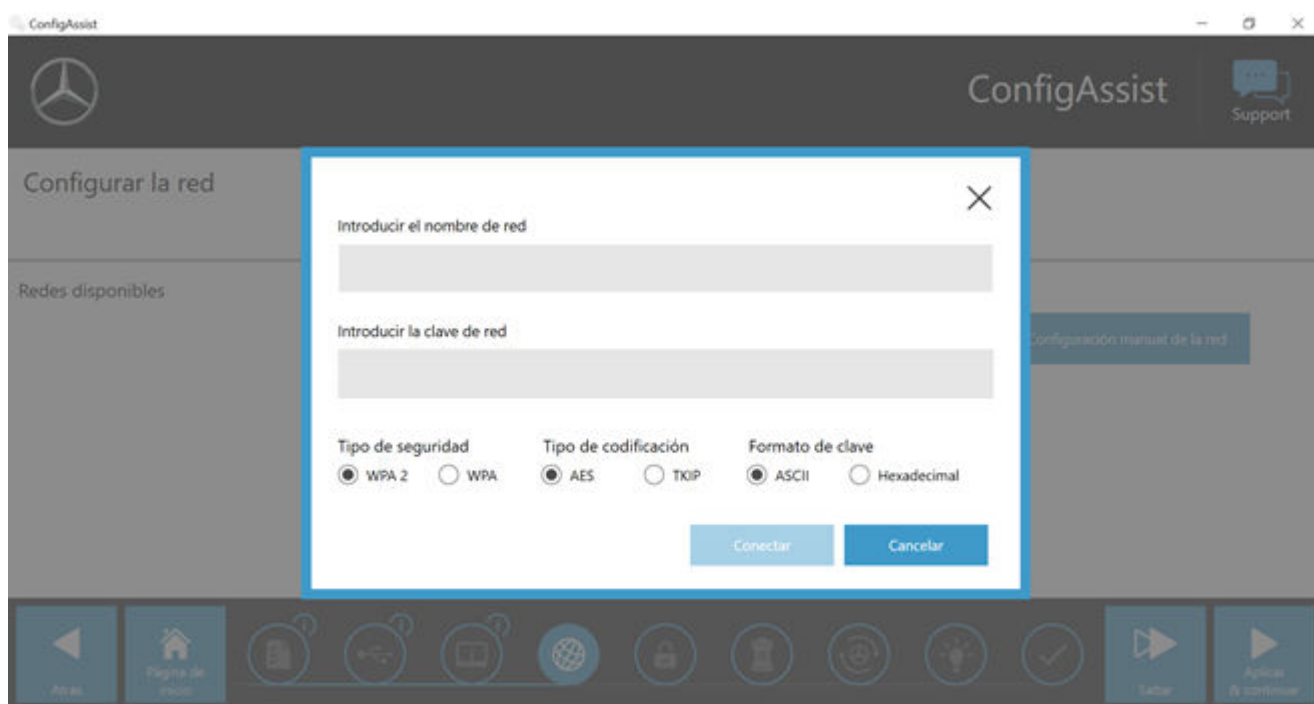 ConfigAssist
ConfigAssist
Support
Configurar la red
Introducir el nombre de red
Redes disponibles
Introducir la clave de red
Configuración manual de la red
Tipo de seguridad
Tipo de codificación
Formato de clave
WPA 2
WPA
AES
TKIP
ASCII
Hexadecimal
Conectar
Cancelar
Atrás
Página de
inicio
Saltar
Aplicar
& continuar